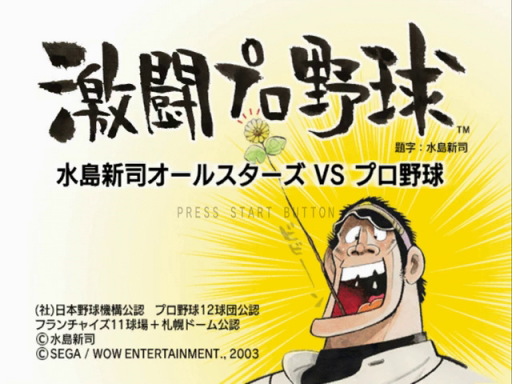 激闘プロ野球™
題字：水島新司
水島新司オールスターズ VS プロ野球
PRESS START BUTTON
(社)日本野球機構公認　プロ野球12球団公認
フランチャイズ11球場＋札幌ドーム公認
©水島新司
©SEGA / WOW ENTERTAINMENT., 2003